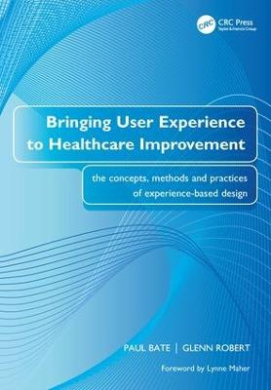 CRC
CRC Press
Taylor & Francis Group
Bringing User Experience
to Healthcare Improvement
the concepts, methods and practices
of experience-based design
PAUL BATE | GLENN ROBERT
Foreword by Lynne Maher